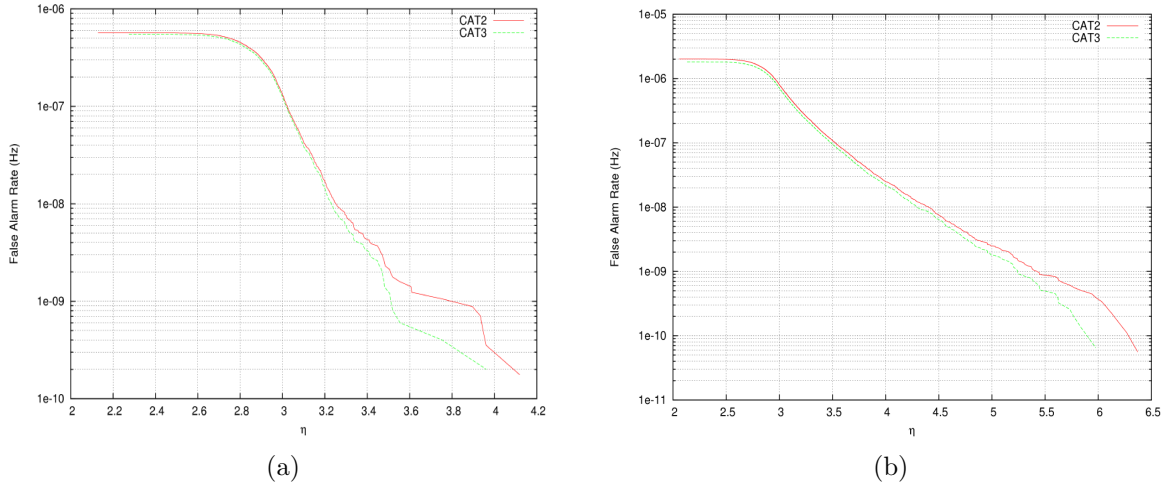 1e-06
1e-07
1e-08
1e-09
1e-10
False Alarm Rate (Hz)
CAT2
CAT3
2 2.2 2.4 2.6 2.8 3 3.2 3.4 3.6 3.8 4 4.2
η
(a)
1e-05
1e-06
1e-07
1e-08
1e-09
1e-10
1e-11
False Alarm Rate (Hz)
CAT2
CAT3
2 2.5 3 3.5 4 4.5 5 5.5 6 6.5
η
(b)